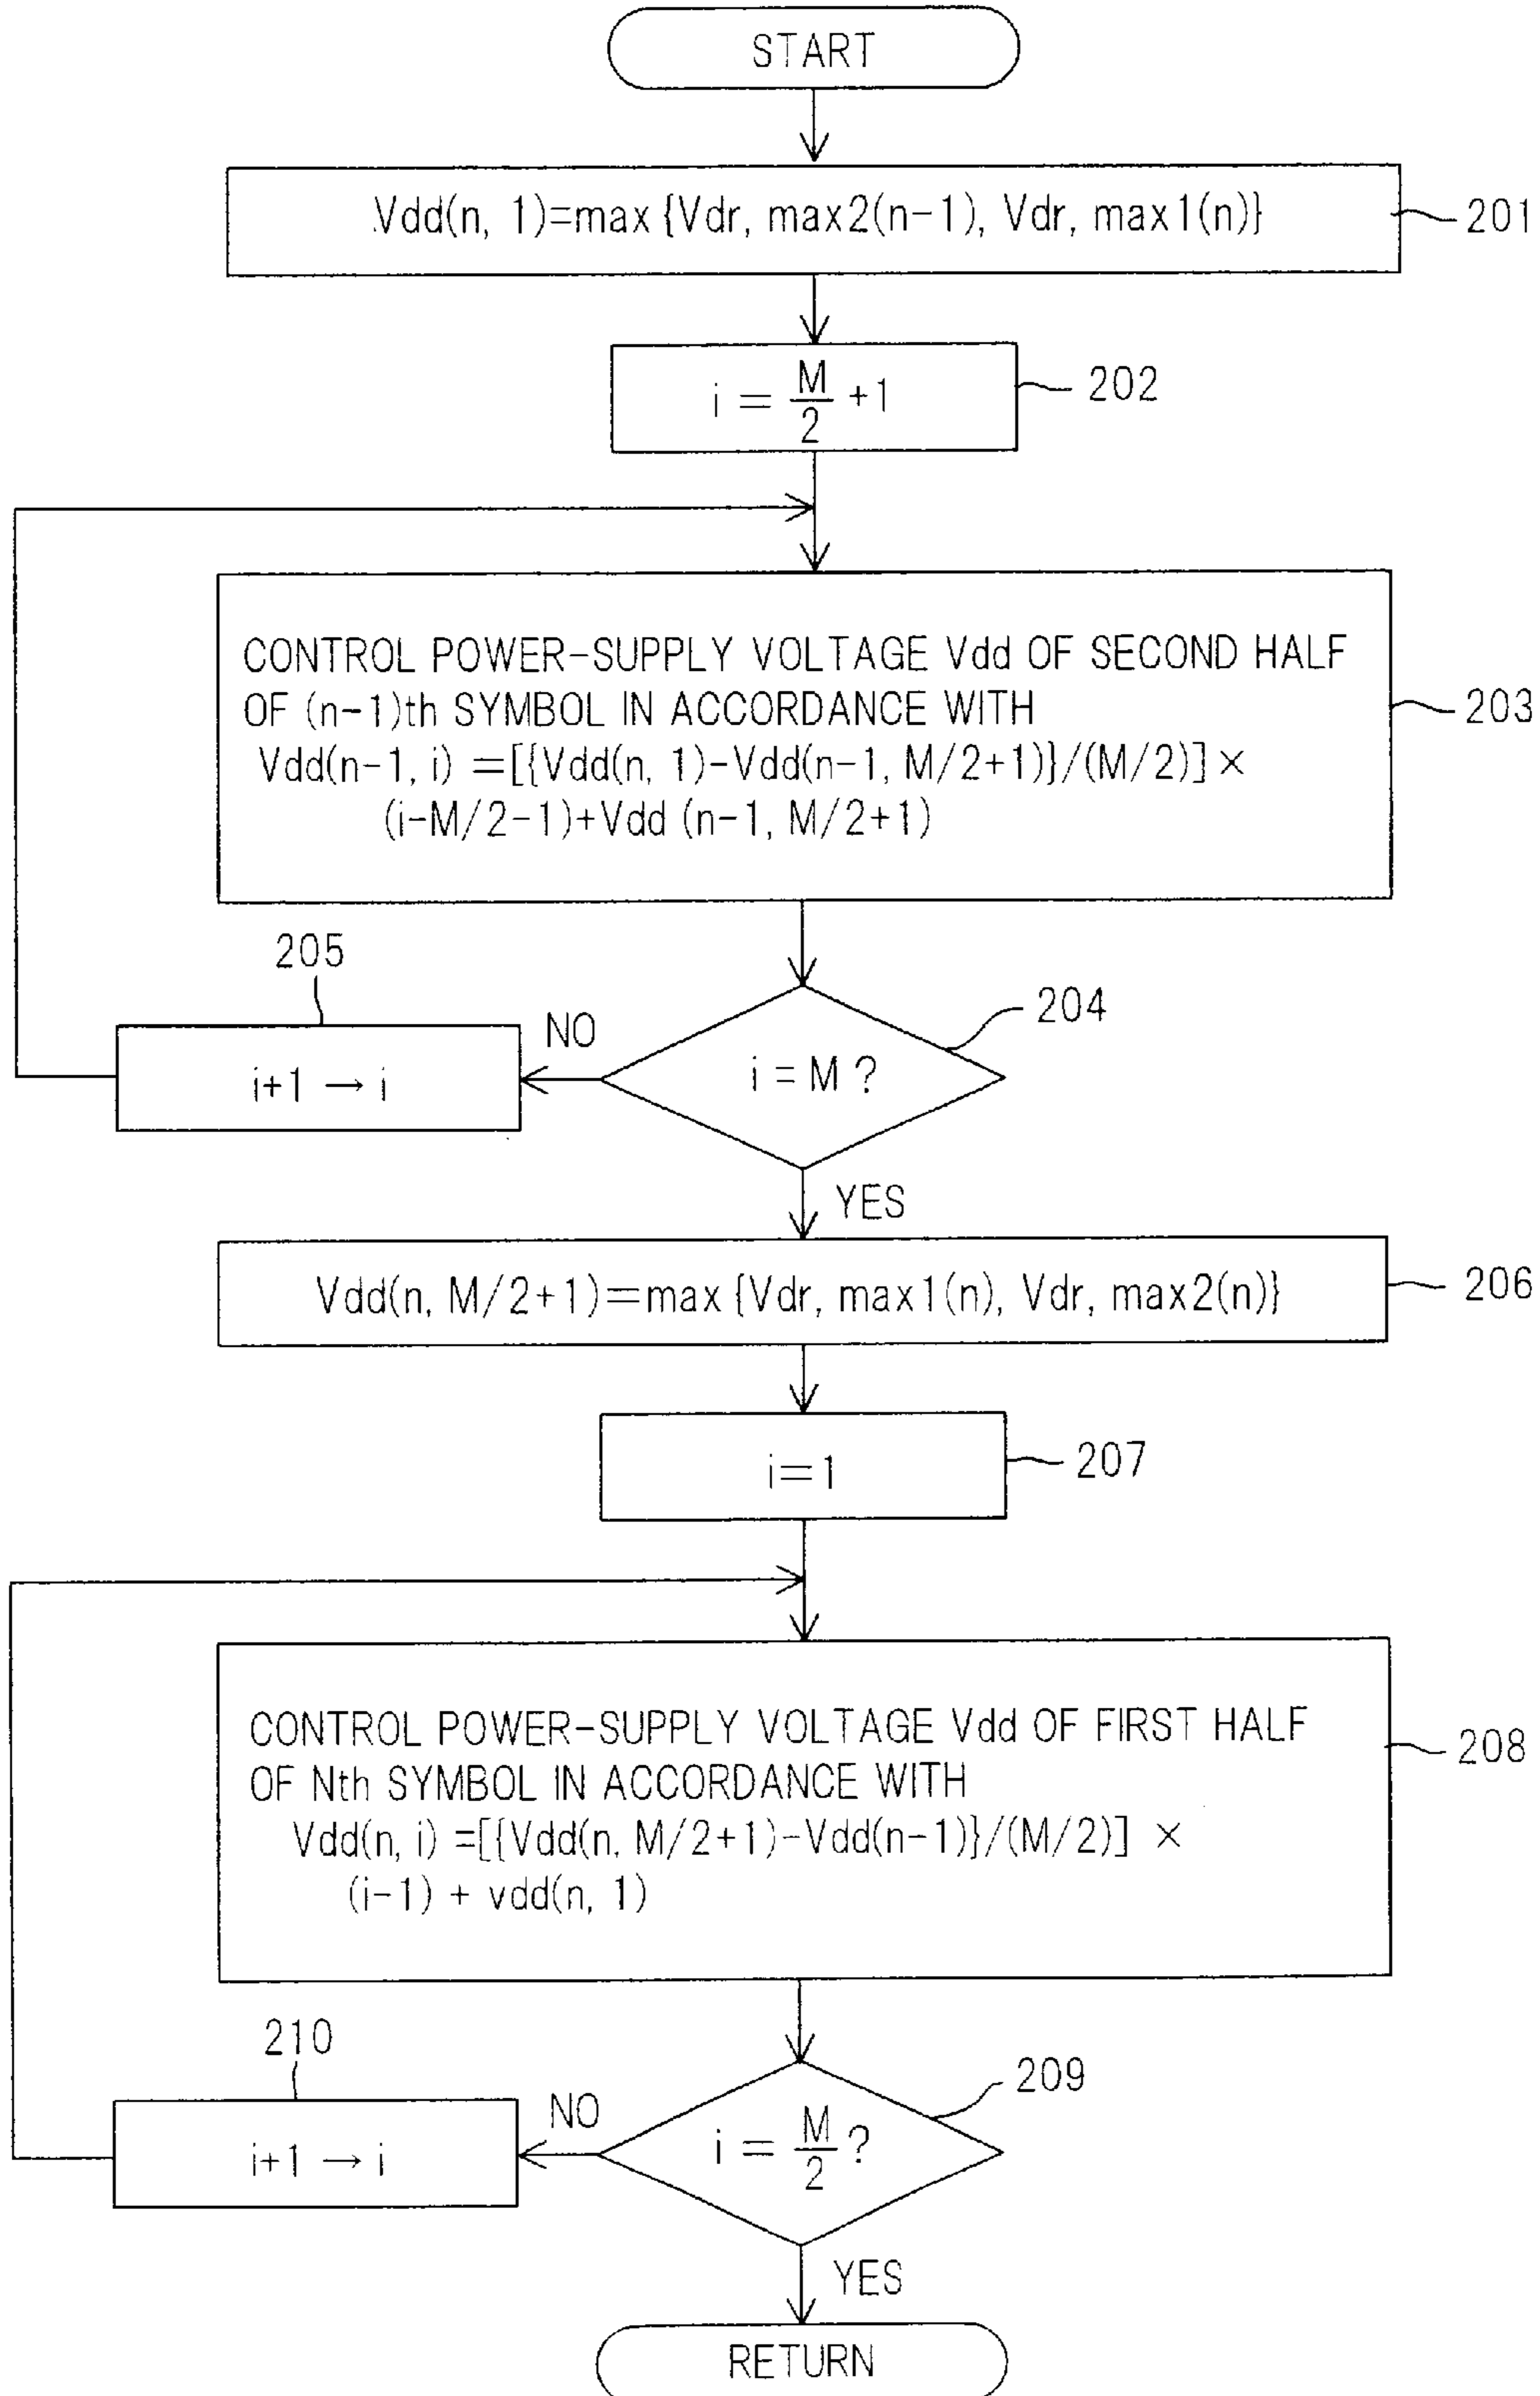 START
Vdd(n, 1)=max {Vdr, max2(n-1), Vdr, max1(n)}
201
i = M/2 +1
202
CONTROL POWER-SUPPLY VOLTAGE Vdd OF SECOND HALF
OF (n-1)th SYMBOL IN ACCORDANCE WITH
Vdd(n-1, i) =[{Vdd(n, 1)-Vdd(n-1, M/2+1)}/(M/2)] ×
(i-M/2-1)+Vdd (n-1, M/2+1)
203
205
i+1 → i
NO
i = M ?
204
YES
Vdd(n, M/2+1)=max {Vdr, max1(n), Vdr, max2(n)}
206
i=1
207
CONTROL POWER-SUPPLY VOLTAGE Vdd OF FIRST HALF
OF Nth SYMBOL IN ACCORDANCE WITH
Vdd(n, i) =[{Vdd(n, M/2+1)-Vdd(n-1)}/(M/2)] ×
(i-1) + vdd(n, 1)
208
210
i+1 → i
NO
i = M/2 ?
209
YES
RETURN